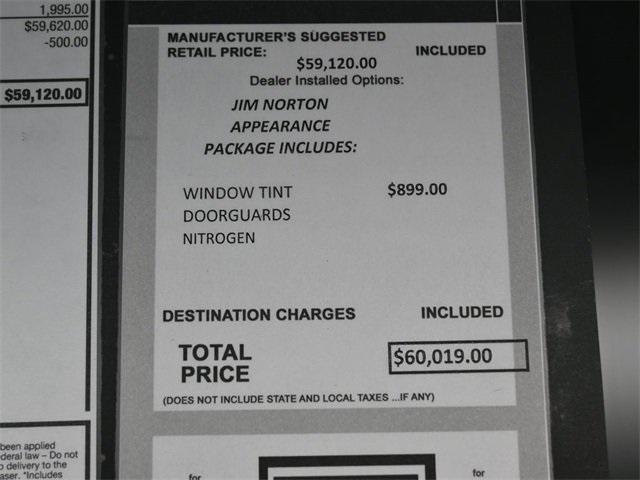 1,995.00
$59,620.00
-500.00
$59,120.00
been applied
deral law – Do not
o delivery to the
aser. *Includes
MANUFACTURER'S SUGGESTED
RETAIL PRICE: INCLUDED
$59,120.00
Dealer Installed Options:
JIM NORTON
APPEARANCE
PACKAGE INCLUDES:
WINDOW TINT $899.00
DOORGUARDS
NITROGEN
DESTINATION CHARGES INCLUDED
TOTAL
PRICE
$60,019.00
(DOES NOT INCLUDE STATE AND LOCAL TAXES ...IF ANY)
for for